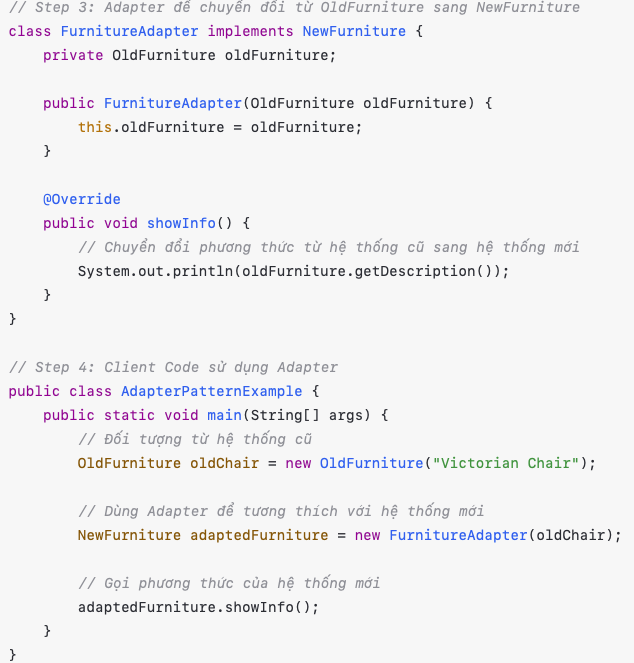 // Step 3: Adapter để chuyển đổi từ OldFurniture sang NewFurniture
class FurnitureAdapter implements NewFurniture {
    private OldFurniture oldFurniture;

    public FurnitureAdapter(OldFurniture oldFurniture) {
        this.oldFurniture = oldFurniture;
    }

    @Override
    public void showInfo() {
        // Chuyển đổi phương thức từ hệ thống cũ sang hệ thống mới
        System.out.println(oldFurniture.getDescription());
    }
}

// Step 4: Client Code sử dụng Adapter
public class AdapterPatternExample {
    public static void main(String[] args) {
        // Đối tượng từ hệ thống cũ
        OldFurniture oldChair = new OldFurniture("Victorian Chair");

        // Dùng Adapter để tương thích với hệ thống mới
        NewFurniture adaptedFurniture = new FurnitureAdapter(oldChair);

        // Gọi phương thức của hệ thống mới
        adaptedFurniture.showInfo();
    }
}